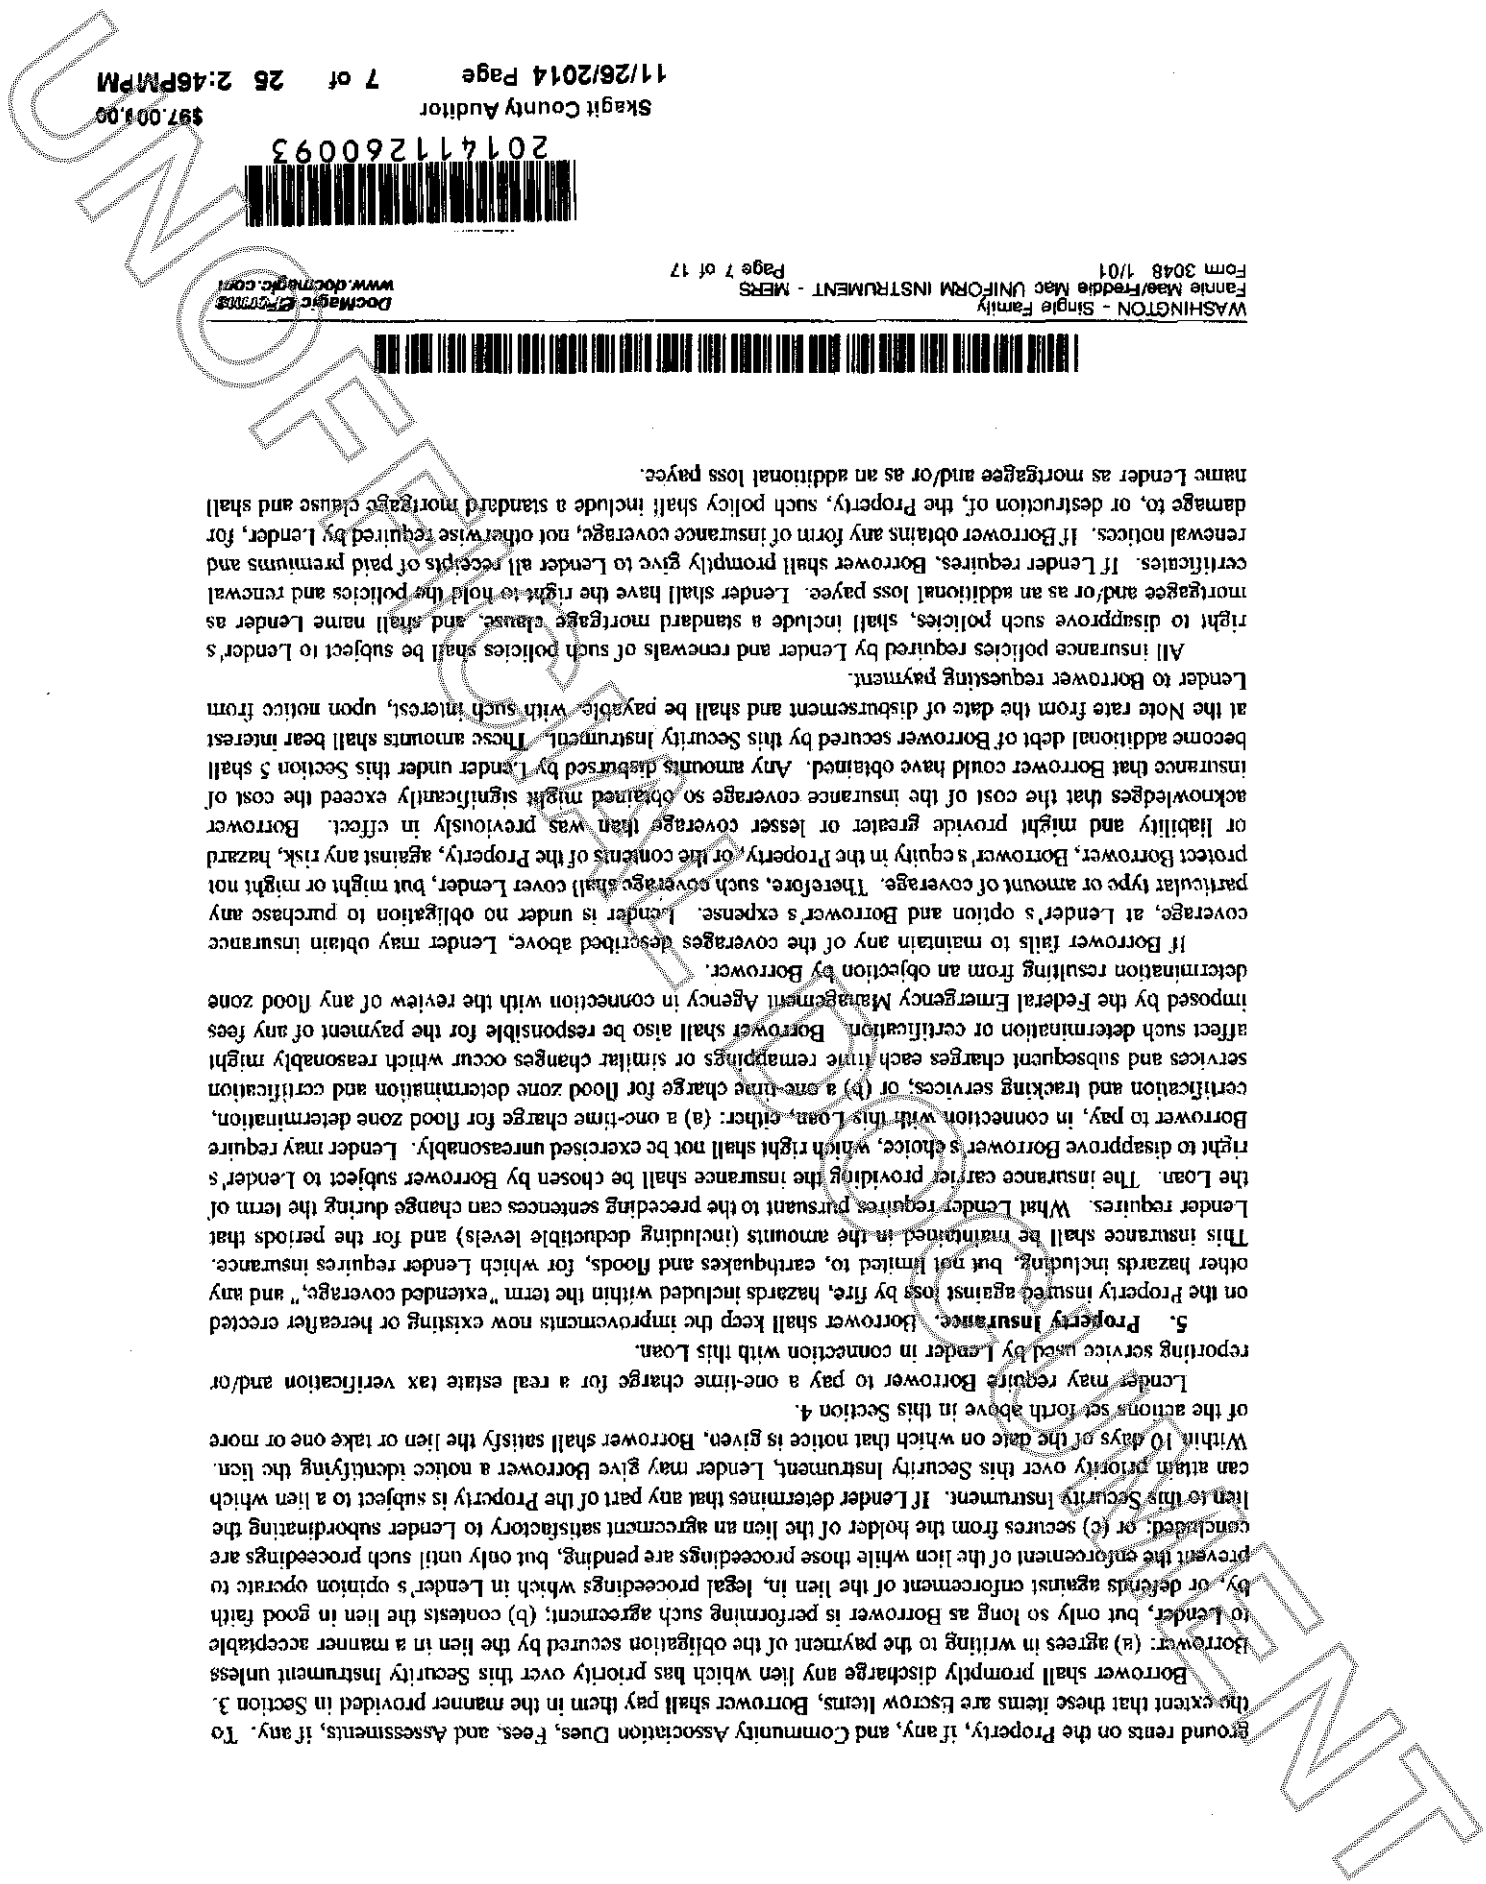 ground rents on the Property, if any, and Community Association Dues, Fees, and Assessments, if any. To
the extent that these items are Escrow Items, Borrower shall pay them in the manner provided in Section 3.
Borrower shall promptly discharge any lien which has priority over this Security Instrument unless
Borrower: (a) agrees in writing to the payment of the obligation secured by the lien in a manner acceptable
to Lender, but only so long as Borrower is performing such agreement; (b) contests the lien in good faith
by, or defends against enforcement of the lien in, legal proceedings which in Lender's opinion operate to
prevent the enforcement of the lien while those proceedings are pending, but only until such proceedings are
concluded; or (c) secures from the holder of the lien an agreement satisfactory to Lender subordinating the
lien to this Security Instrument. If Lender determines that any part of the Property is subject to a lien which
can attain priority over this Security Instrument, Lender may give Borrower a notice identifying the lien.
Within 10 days of the date on which that notice is given, Borrower shall satisfy the lien or take one or more
of the actions set forth above in this Section 4.
Lender may require Borrower to pay a one-time charge for a real estate tax verification and/or
reporting service used by Lender in connection with this Loan.
5. Property Insurance. Borrower shall keep the improvements now existing or hereafter erected
on the Property insured against loss by fire, hazards included within the term "extended coverage," and any
other hazards including, but not limited to, earthquakes and floods, for which Lender requires insurance.
This insurance shall be maintained in the amounts (including deductible levels) and for the periods that
Lender requires. What Lender requires pursuant to the preceding sentences can change during the term of
the Loan. The insurance carrier providing the insurance shall be chosen by Borrower subject to Lender's
right to disapprove Borrower's choice, which right shall not be exercised unreasonably. Lender may require
Borrower to pay, in connection with this Loan, either: (a) a one-time charge for flood zone determination,
certification and tracking services; or (b) a one-time charge for flood zone determination and certification
services and subsequent charges each time remappings or similar changes occur which reasonably might
affect such determination or certification. Borrower shall also be responsible for the payment of any fees
imposed by the Federal Emergency Management Agency in connection with the review of any flood zone
determination resulting from an objection by Borrower.
If Borrower fails to maintain any of the coverages described above, Lender may obtain insurance
coverage, at Lender's option and Borrower's expense. Lender is under no obligation to purchase any
particular type or amount of coverage. Therefore, such coverage shall cover Lender, but might or might not
protect Borrower, Borrower's equity in the Property, or the contents of the Property, against any risk, hazard
or liability and might provide greater or lesser coverage than was previously in effect. Borrower
acknowledges that the cost of the insurance coverage so obtained might significantly exceed the cost of
insurance that Borrower could have obtained. Any amounts disbursed by Lender under this Section 5 shall
become additional debt of Borrower secured by this Security Instrument. These amounts shall bear interest
at the Note rate from the date of disbursement and shall be payable, with such interest, upon notice from
Lender to Borrower requesting payment.
All insurance policies required by Lender and renewals of such policies shall be subject to Lender's
right to disapprove such policies, shall include a standard mortgage clause, and shall name Lender as
mortgagee and/or as an additional loss payee. Lender shall have the right to hold the policies and renewal
certificates. If Lender requires, Borrower shall promptly give to Lender all receipts of paid premiums and
renewal notices. If Borrower obtains any form of insurance coverage, not otherwise required by Lender, for
damage to, or destruction of, the Property, such policy shall include a standard mortgage clause and shall
name Lender as mortgagee and/or as an additional loss payee.
WASHINGTON - Single Family
Fannie Mae/Freddie Mac UNIFORM INSTRUMENT - MERS
Form 3048 1/01 Page 7 of 17
DocMagic
www.docmagic.com
201411260093
Skagit County Auditor $97.00
11/26/2014 Page 7 of 26 2:46PMPM
UNOFFICIAL DOCUMENT